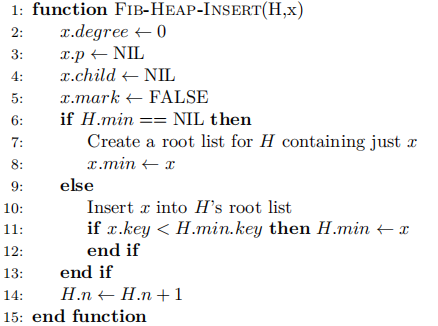 1: function FIB-HEAP-INSERT(H,x)
2: x.degree ← 0
3: x.p ← NIL
4: x.child ← NIL
5: x.mark ← FALSE
6: if H.min == NIL then
7: Create a root list for H containing just x
8: x.min ← x
9: else
10: Insert x into H's root list
11: if x.key < H.min.key then H.min ← x
12: end if
13: end if
14: H.n ← H.n + 1
15: end function